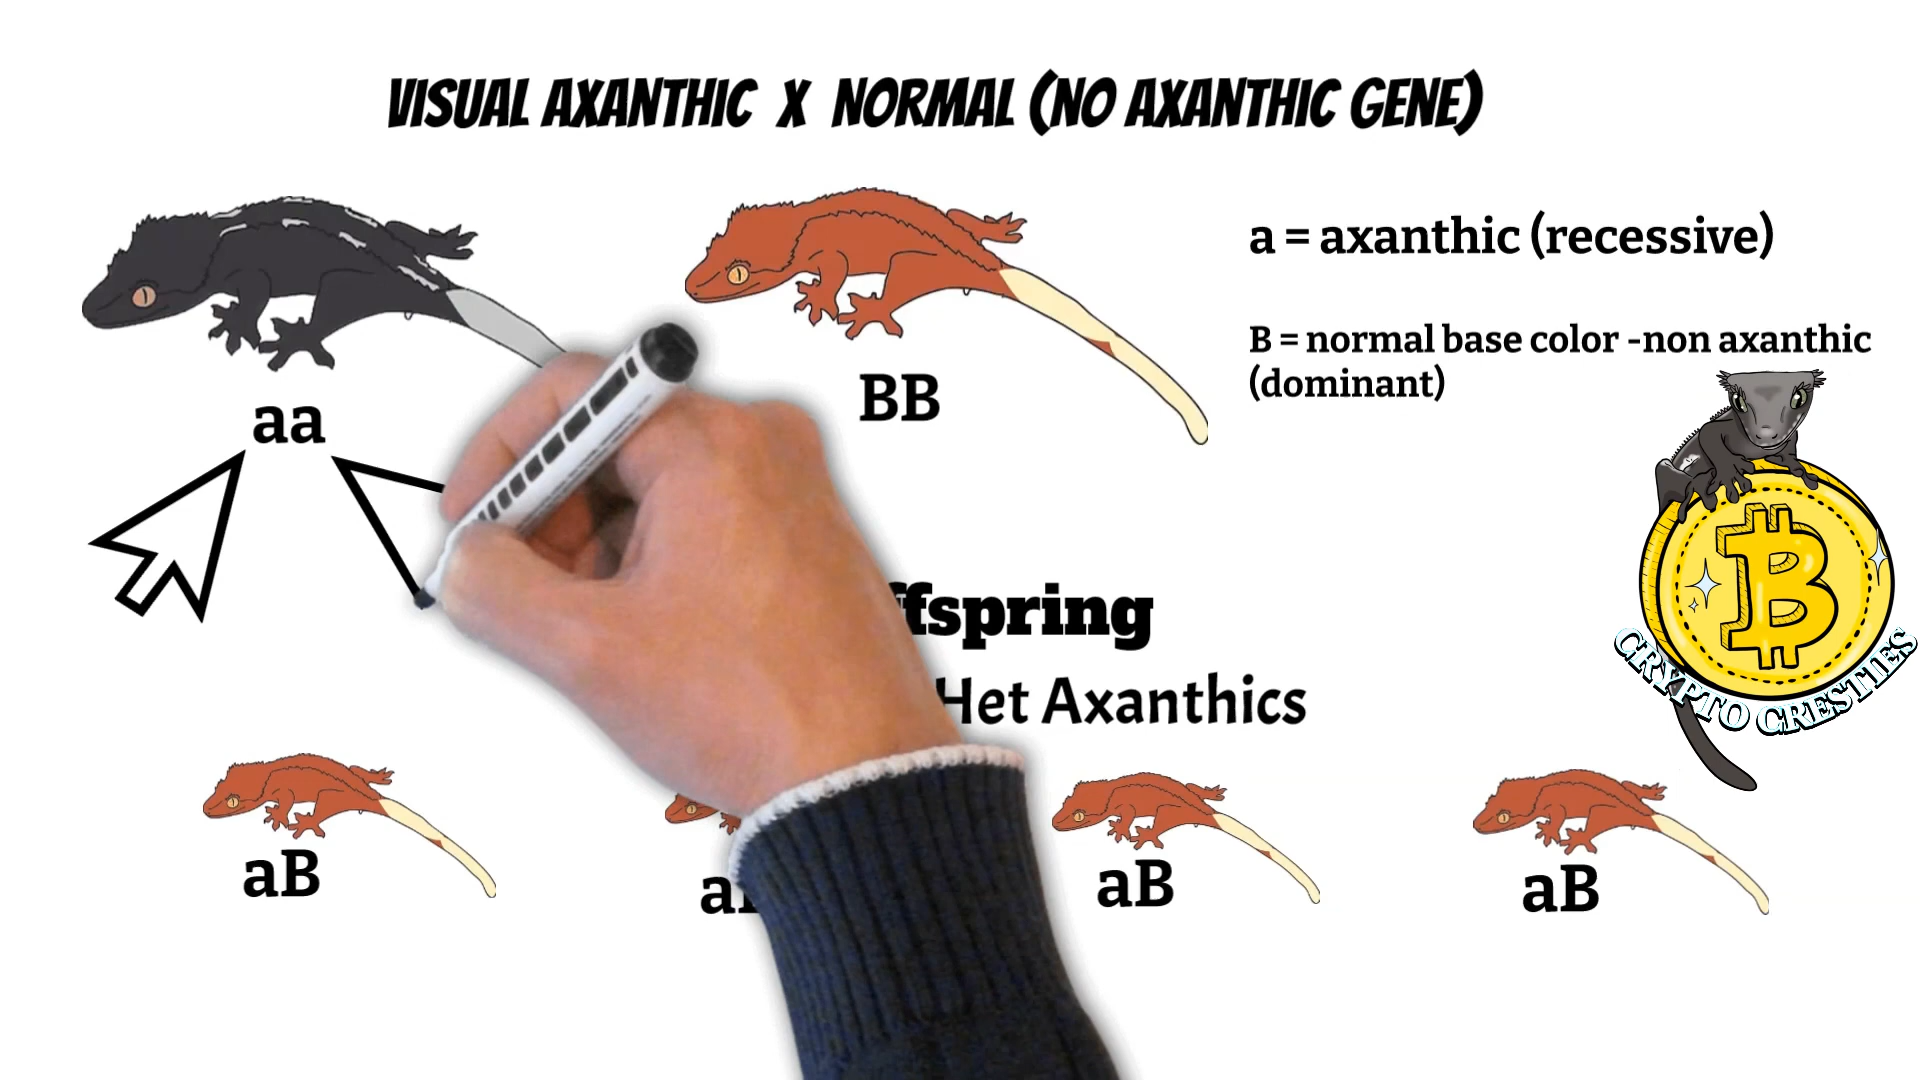 VISUAL AXANTHIC X NORMAL (NO AXANTHIC GENE)
a = axanthic (recessive)
B = normal base color -non axanthic
(dominant)
aa
BB
B
CRYPTO CRESTIES
Het Axanthics
aB
aB
aB